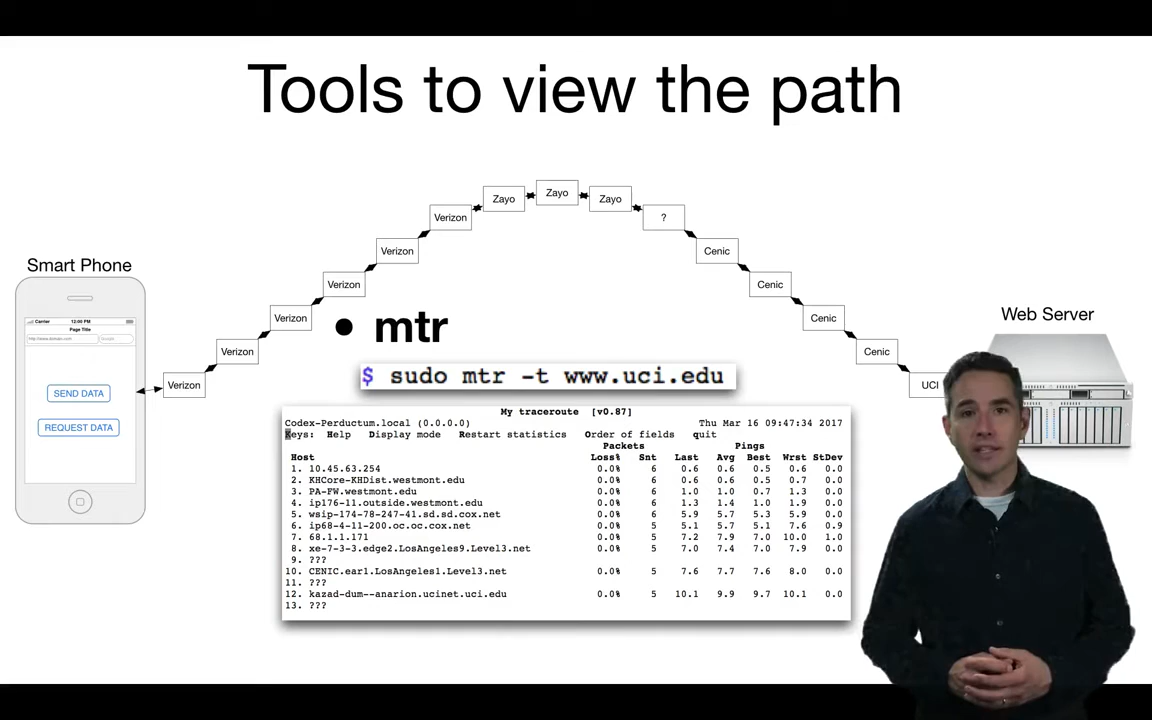 Tools to view the path
Zayo
Zayo
Zayo
Verizon
?
Verizon
Cenic
Smart Phone
Verizon
Cenic
Web Server
Carrier 12:00 PM
Page Title
http://www.domain.com
Verizon
Cenic
• mtr
Verizon
Cenic
Verizon
UCI
SEND DATA
REQUEST DATA
$ sudo mtr -t www.uci.edu
My traceroute [v0.87]
Codex-Perductum.local (0.0.0.0) Thu Mar 16 09:47:34 2017
Keys: Help Display mode Restart statistics Order of fields quit
Packets Pings
Host Loss% Snt Last Avg Best Wrst StDev
1. 10.45.63.254 0.0% 6 0.6 0.6 0.5 0.6 0.0
2. KHCore-KHDist.westmont.edu 0.0% 6 0.6 0.6 0.5 0.7 0.0
3. PA-FW.westmont.edu 0.0% 6 1.0 1.0 0.7 1.3 0.0
4. ip176-11.outside.westmont.edu 0.0% 6 1.3 1.4 1.0 1.9 0.0
5. wsip-174-78-247-41.sd.sd.cox.net 0.0% 6 5.9 5.7 5.3 5.9 0.0
6. ip68-4-11-200.oc.oc.cox.net 0.0% 5 5.1 5.7 5.1 7.6 0.9
7. 68.1.1.171 0.0% 5 7.2 7.9 7.0 10.0 1.0
8. xe-7-3-3.edge2.LosAngeles9.Level3.net 0.0% 5 7.0 7.4 7.0 7.9 0.0
9. ???
10. CENIC.ear1.LosAngeles1.Level3.net 0.0% 5 7.6 7.7 7.6 8.0 0.0
11. ???
12. kazad-dum--anarion.ucinet.uci.edu 0.0% 5 10.1 9.9 9.7 10.1 0.0
13. ???